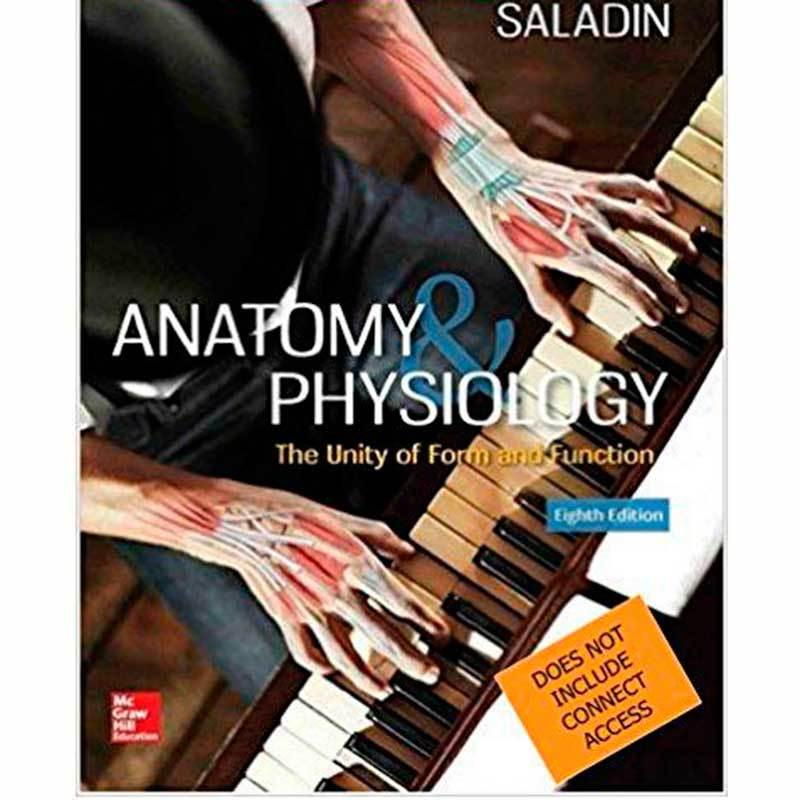 SALADIN
ANATOMY &
PHYSIOLOGY
The Unity of Form and Function
Eighth Edition
Mc
Graw
Hill
Education
DOES NOT
INCLUDE
CONNECT
ACCESS